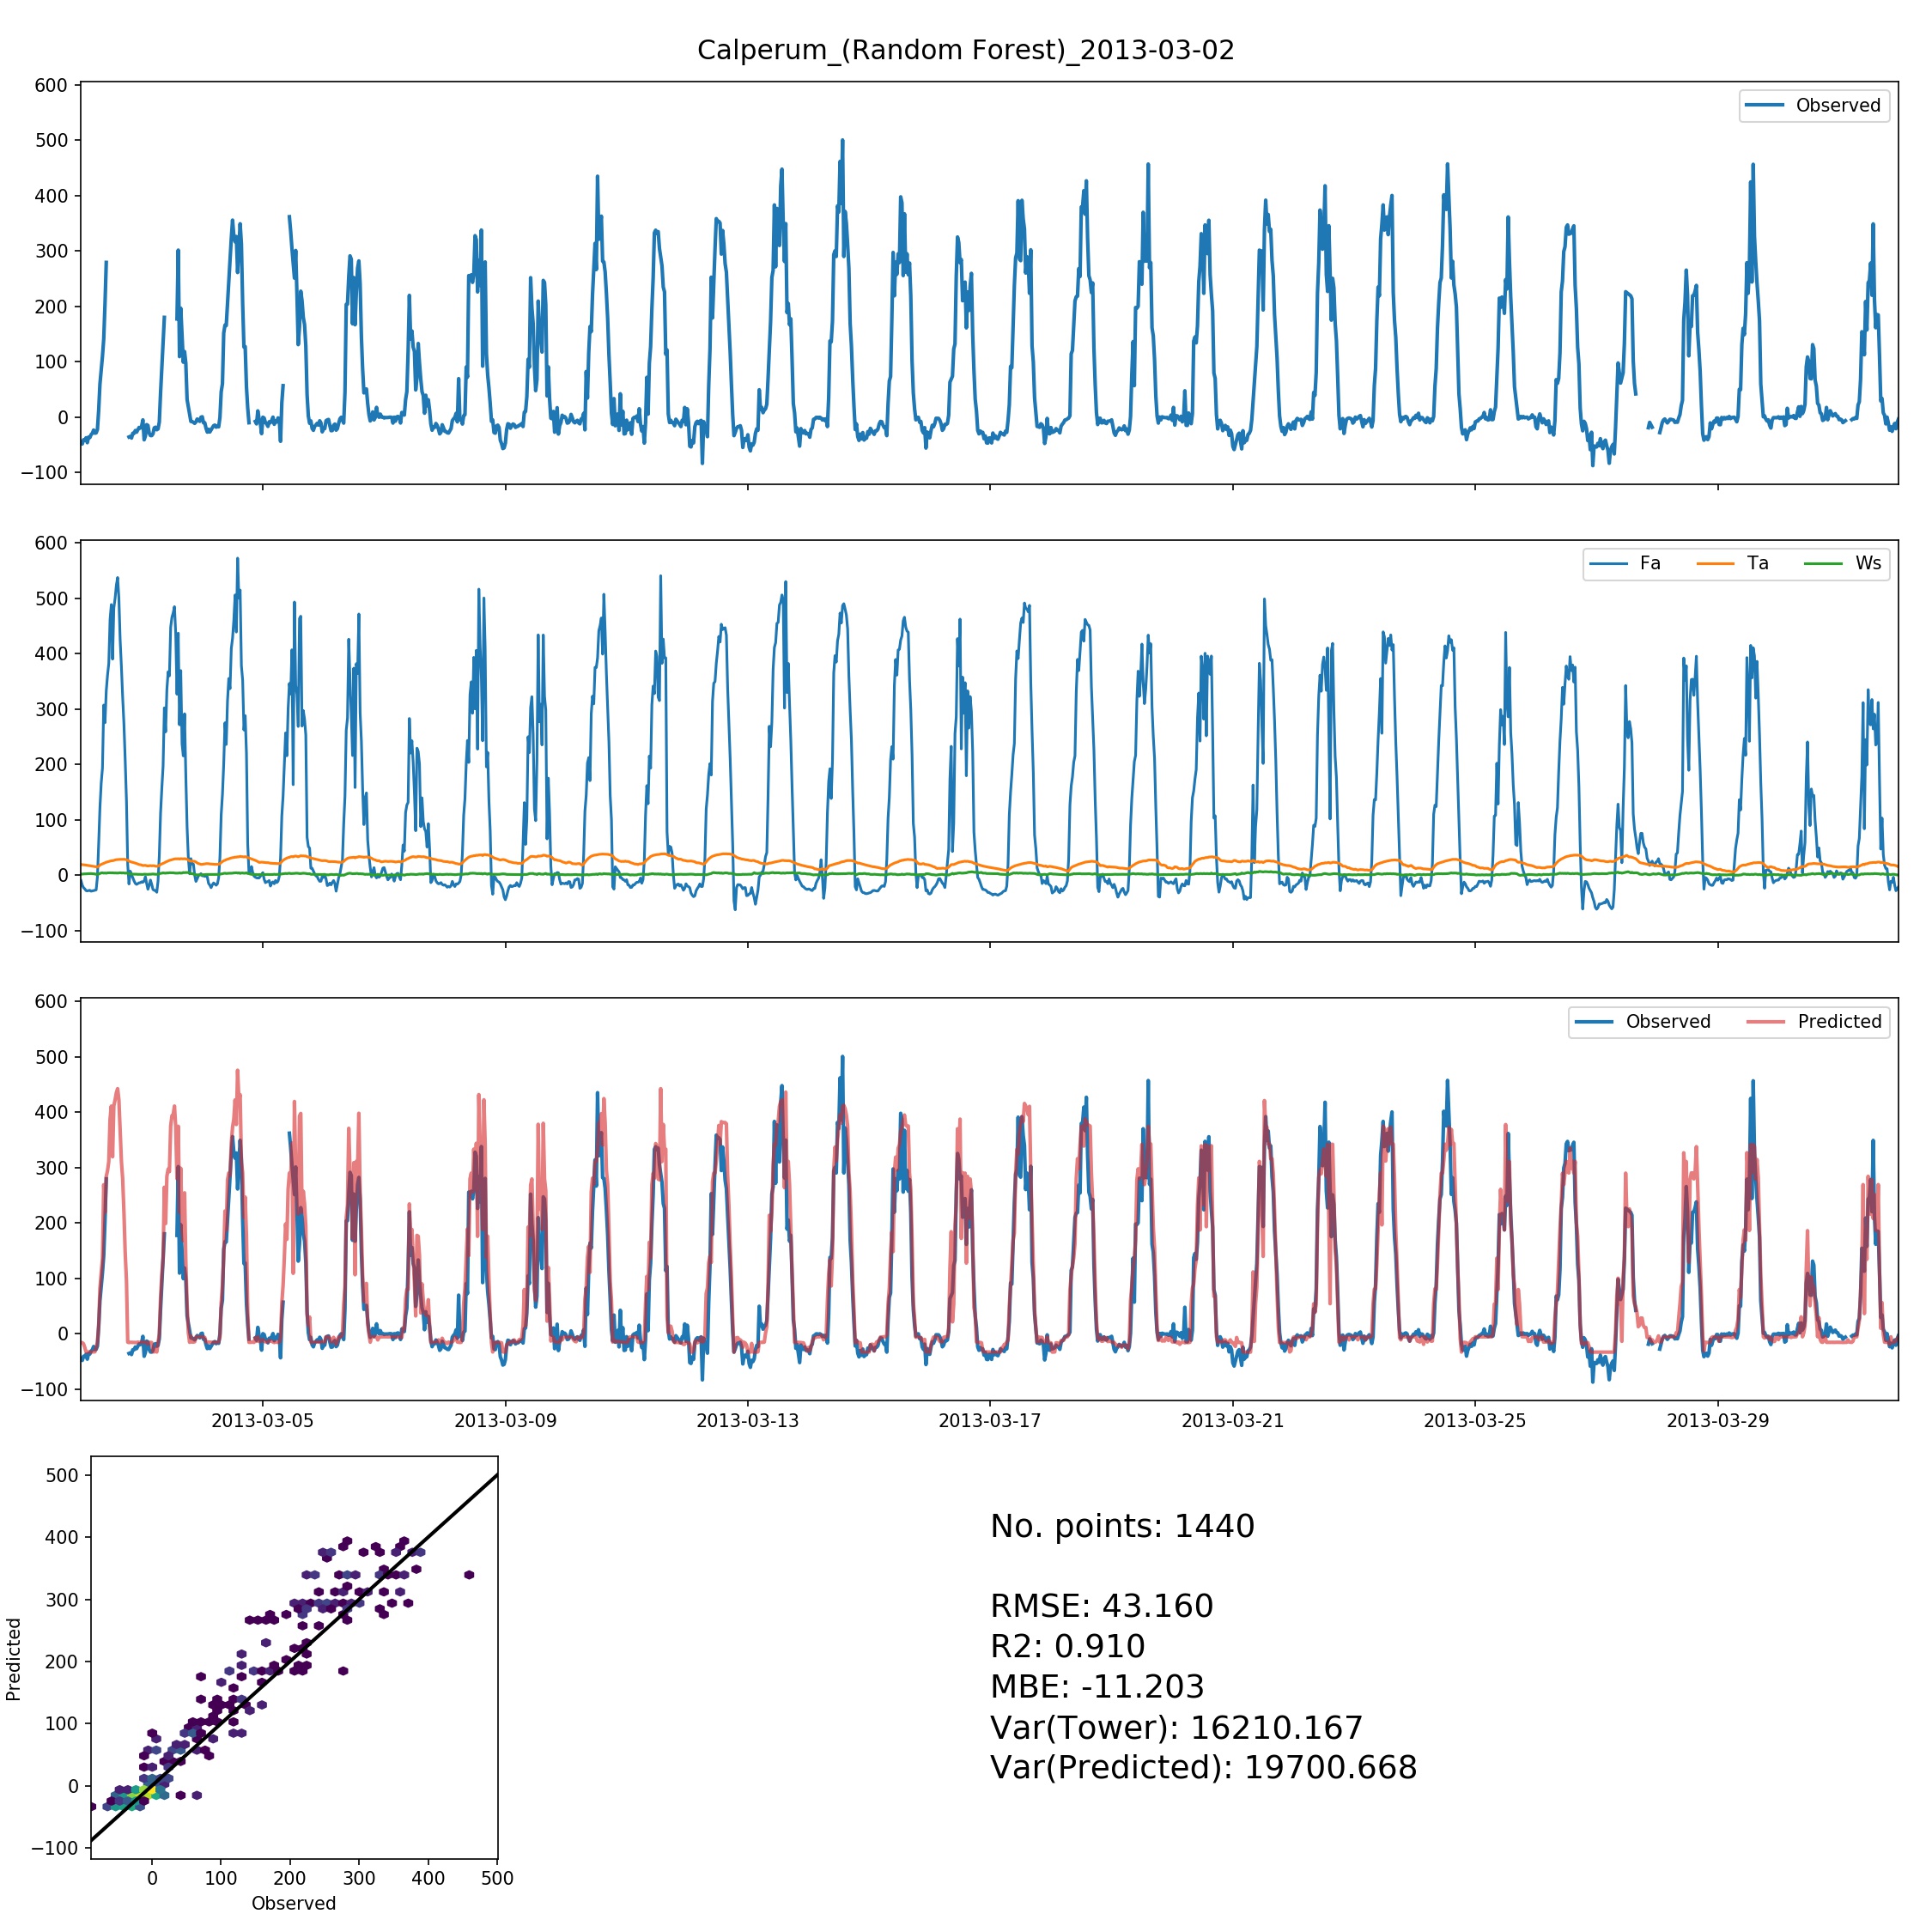 Calperum_(Random Forest)_2013-03-02
600
500
400
300
200
100
0
−100
Observed
600
500
400
300
200
100
0
−100
Fa Ta Ws
600
500
400
300
200
100
0
−100
Observed Predicted
2013-03-05 2013-03-09 2013-03-13 2013-03-17 2013-03-21 2013-03-25 2013-03-29
500
400
300
200
100
0
−100
Predicted
0 100 200 300 400 500
Observed
No. points: 1440
RMSE: 43.160
R2: 0.910
MBE: -11.203
Var(Tower): 16210.167
Var(Predicted): 19700.668